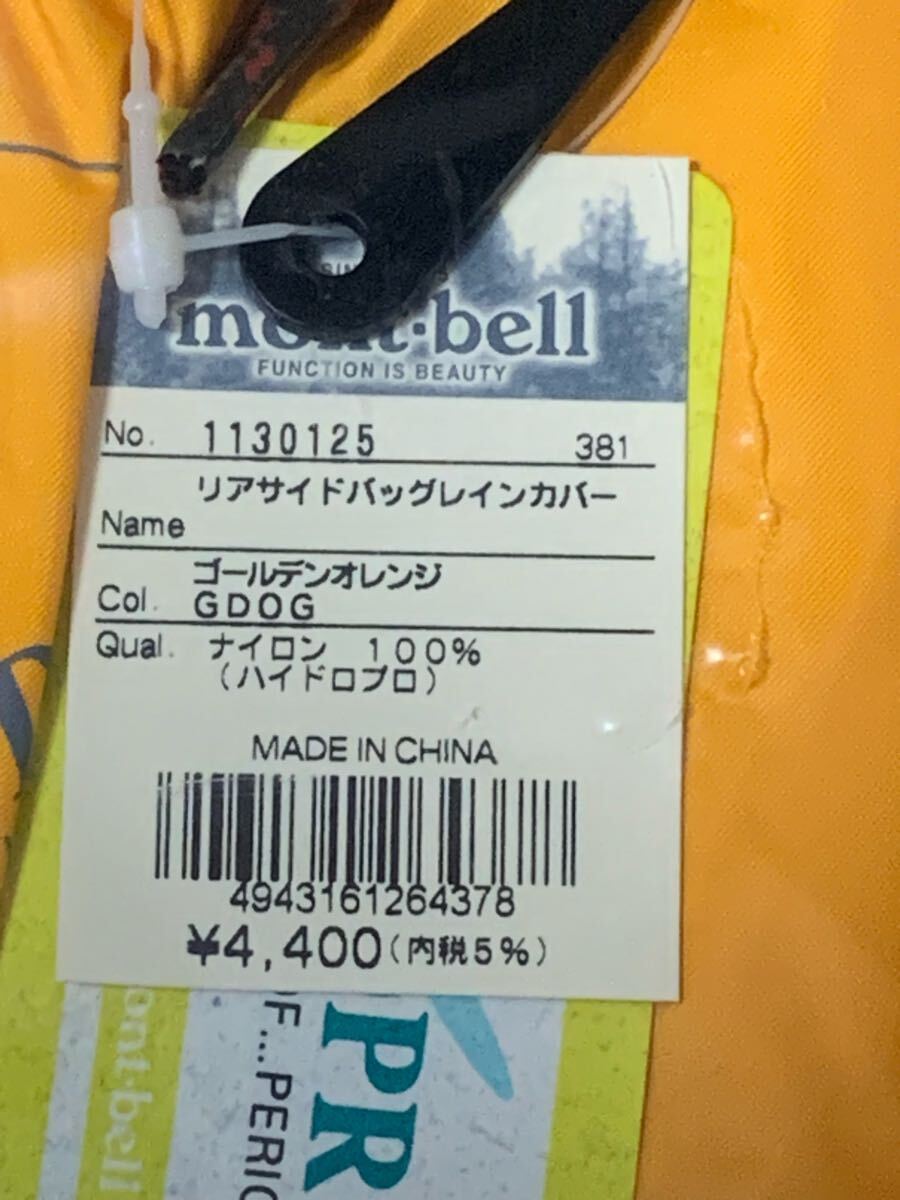 mont·bell
FUNCTION IS BEAUTY
No. 1130125 381
リアサイドバッグレインカバー
Name
ゴールデンオレンジ
Col. GDOG
Qual. ナイロン 100%
(ハイドロプロ)
MADE IN CHINA
4943161264378
¥4,400(内税5%)
ont·bell
OF...PERIO
PR